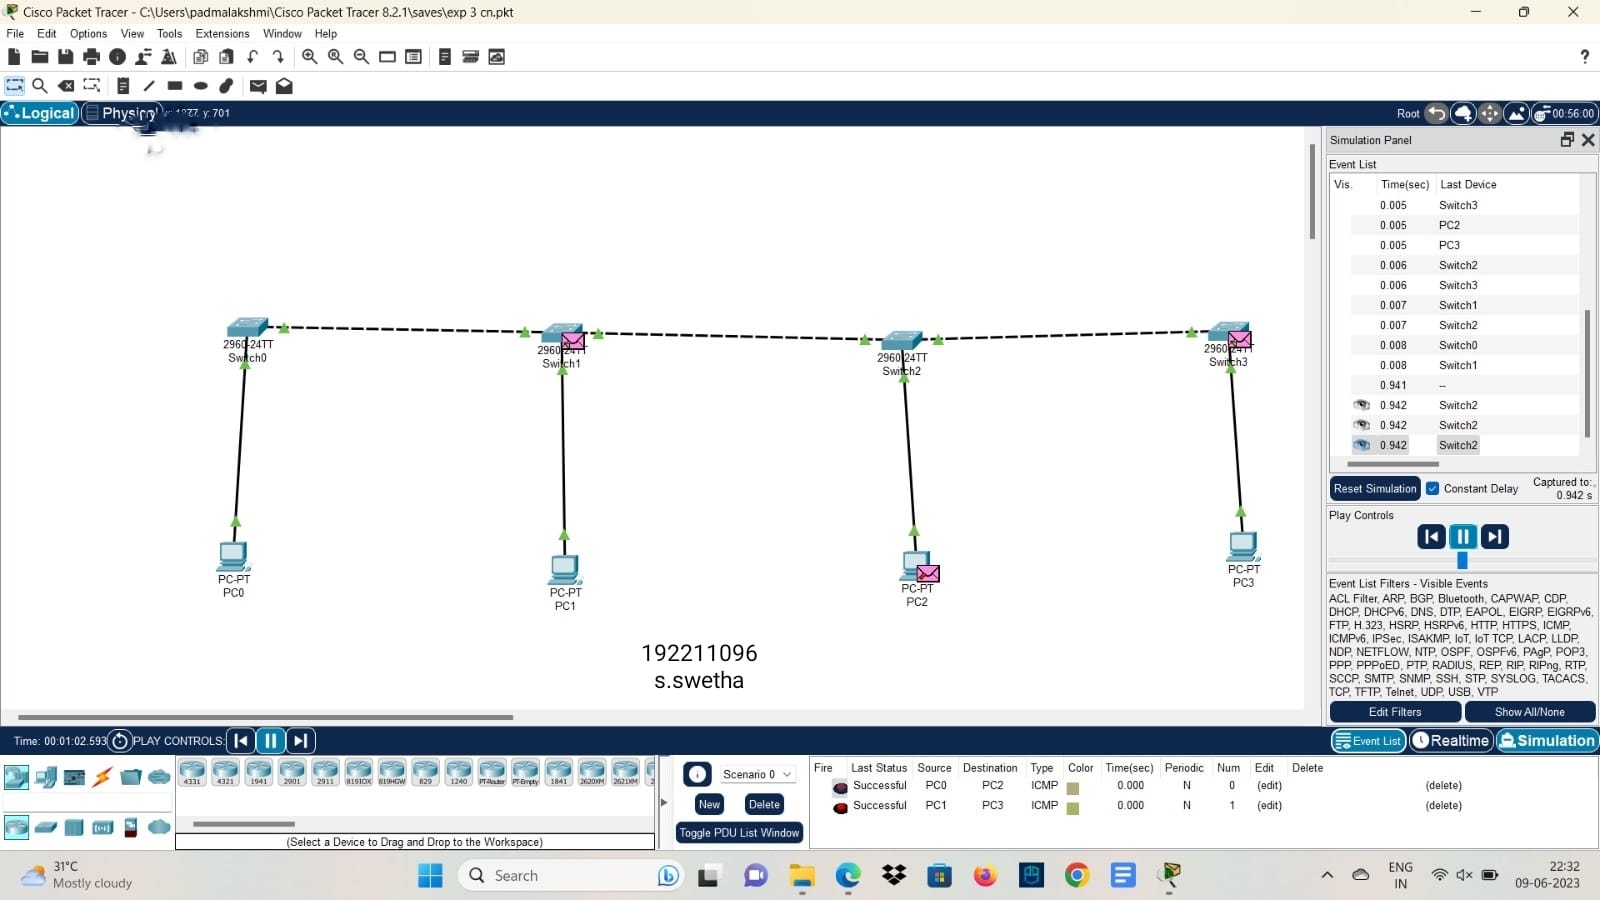 Cisco Packet Tracer - C:\Users\padmalakshmi\Cisco Packet Tracer 8.2.1\saves\exp 3 cn.pkt
File Edit Options View Tools Extensions Window Help
Logical Physical y: 701 Root 00:56:00
Simulation Panel
Event List
Vis. Time(sec) Last Device
0.005 Switch3
0.005 PC2
0.005 PC3
0.006 Switch2
0.006 Switch3
0.007 Switch1
0.007 Switch2
0.008 Switch0
0.008 Switch1
0.941 --
0.942 Switch2
0.942 Switch2
0.942 Switch2
Reset Simulation Constant Delay Captured to:
0.942 s
Play Controls
Event List Filters - Visible Events
ACL Filter, ARP, BGP, Bluetooth, CAPWAP, CDP,
DHCP, DHCPv6, DNS, DTP, EAPOL, EIGRP, EIGRPv6,
FTP, H.323, HSRP, HSRPv6, HTTP, HTTPS, ICMP,
ICMPv6, IPSec, ISAKMP, IoT, IoT TCP, LACP, LLDP,
NDP, NETFLOW, NTP, OSPF, OSPFv6, PAgP, POP3,
PPP, PPPoED, PTP, RADIUS, REP, RIP, RIPng, RTP,
SCCP, SMTP, SNMP, SSH, STP, SYSLOG, TACACS,
TCP, TFTP, Telnet, UDP, USB, VTP
Edit Filters Show All/None
Event List Realtime Simulation
2960-24TT
Switch0
2960-24TT
Switch1
2960-24TT
Switch2
2960-24TT
Switch3
PC-PT
PC0
PC-PT
PC1
PC-PT
PC2
PC-PT
PC3
192211096
s.swetha
Time: 00:01:02.593 PLAY CONTROLS:
4331 4321 1941 2901 2911 819IOX 819HGW 829 1240 PT-Router PT-Empty 1841 2620XM 2621XM 2
(Select a Device to Drag and Drop to the Workspace)
Scenario 0
New Delete
Toggle PDU List Window
Fire Last Status Source Destination Type Color Time(sec) Periodic Num Edit Delete
Successful PC0 PC2 ICMP 0.000 N 0 (edit) (delete)
Successful PC1 PC3 ICMP 0.000 N 1 (edit) (delete)
31°C
Mostly cloudy
Search
ENG
IN
22:32
09-06-2023